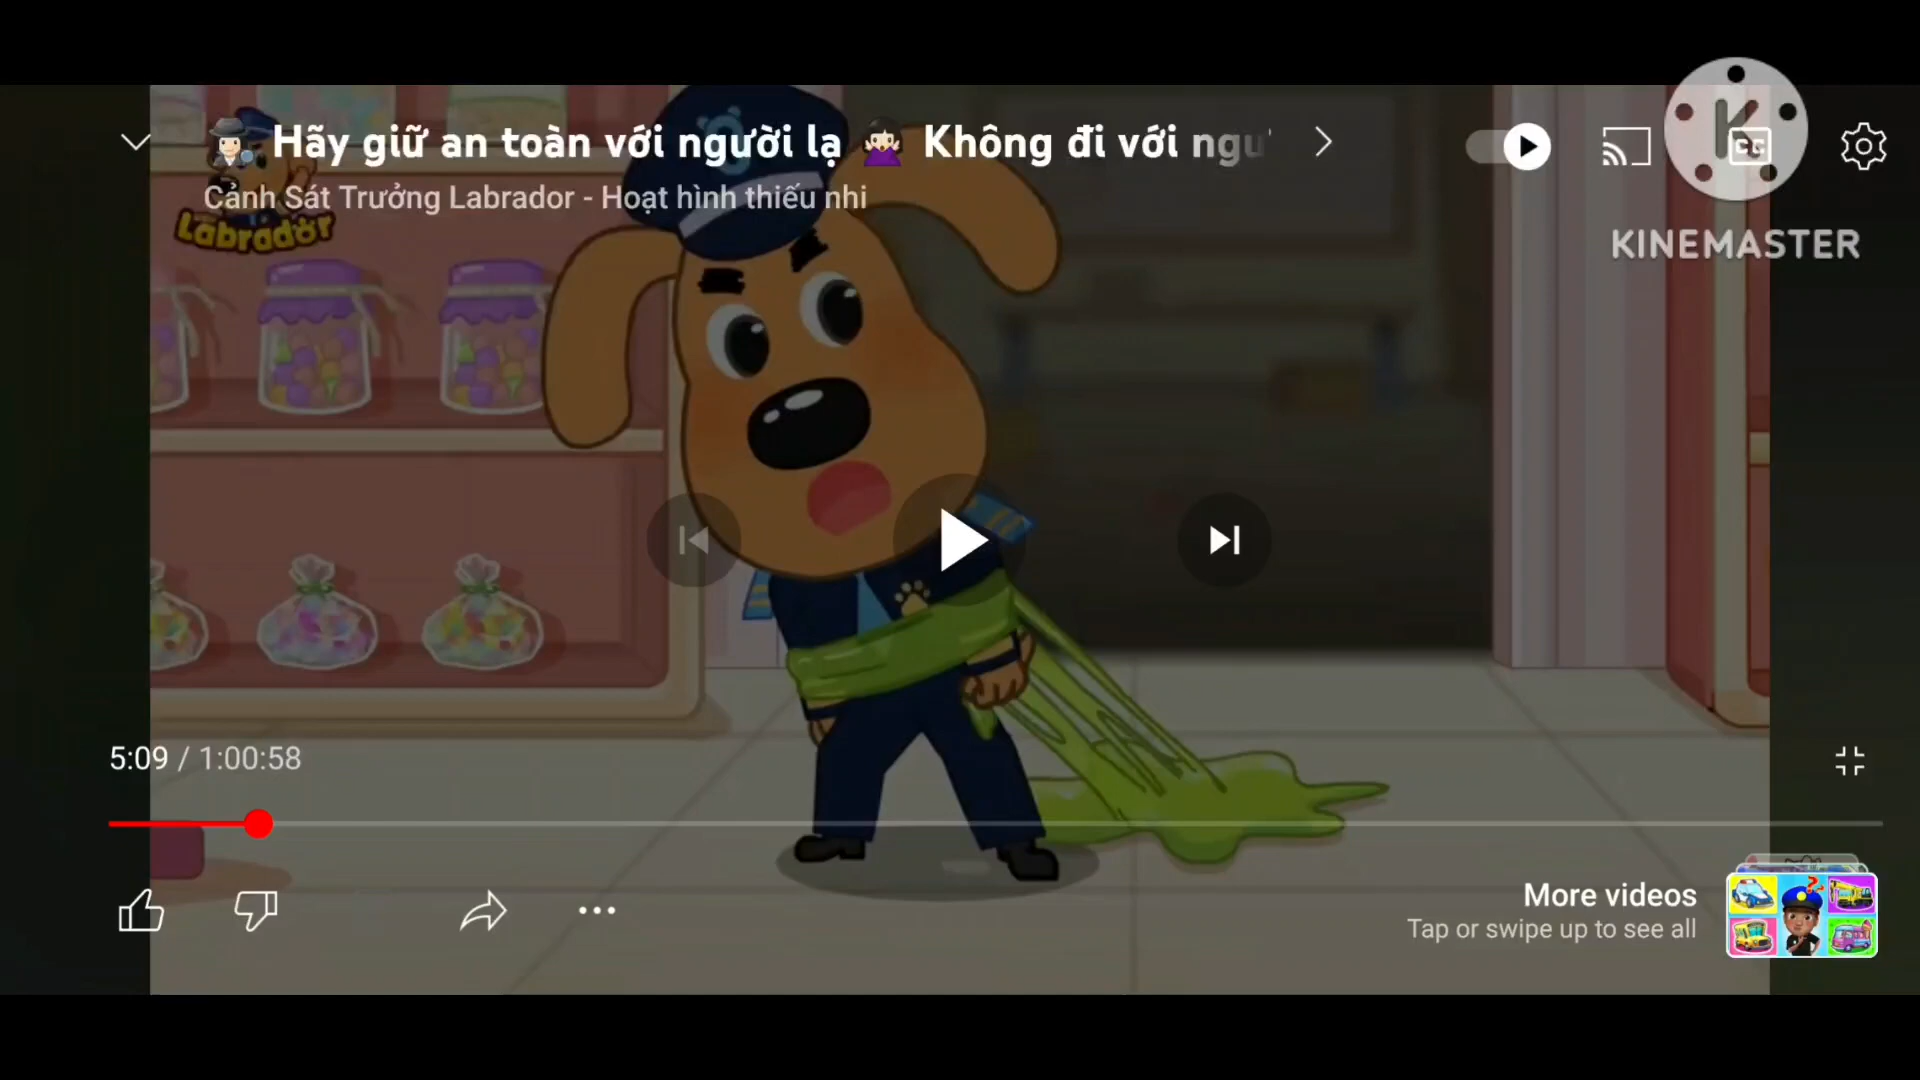 Hãy giữ an toàn với người lạ Không đi với ngư
Cảnh Sát Trưởng Labrador - Hoạt hình thiếu nhi
Labrador
K
CC
KINEMASTER
5:09 / 1:00:58
More videos
Tap or swipe up to see all